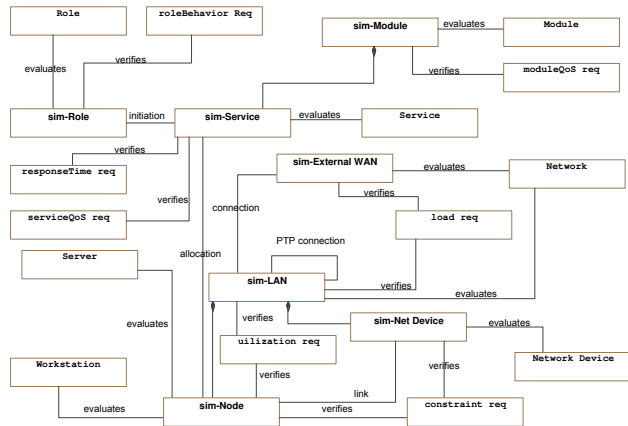 Role
roleBehavior Req
sim-Module
evaluates
Module
evaluates
verifies
verifies
moduleQoS req
sim-Role
initiation
sim-Service
evaluates
Service
verifies
responseTime req
sim-External WAN
evaluates
Network
verifies
verifies
serviceQoS req
connection
load req
PTP connection
allocation
Server
sim-LAN
verifies
evaluates
verifies
sim-Net Device
evaluates
evaluates
uilization req
Workstation
verifies
verifies
Network Device
link
evaluates
sim-Node
verifies
constraint req